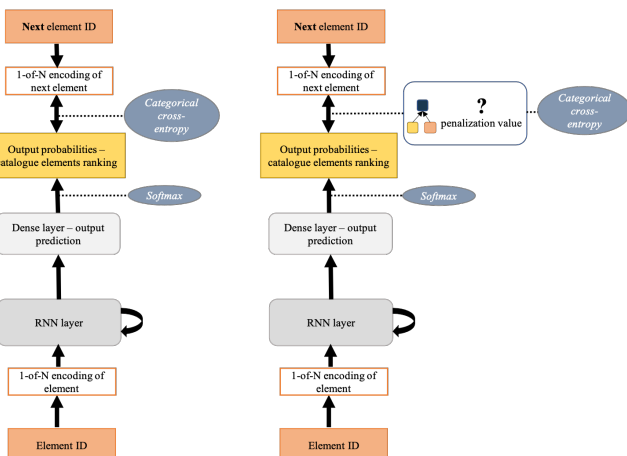 Next element ID
1-of-N encoding of
next element
Categorical
cross-
entropy
Output probabilities –
catalogue elements ranking
Softmax
Dense layer – output
prediction
RNN layer
1-of-N encoding of
element
Element ID
Next element ID
1-of-N encoding of
next element
?
penalization value
Categorical
cross-
entropy
Output probabilities –
catalogue elements ranking
Softmax
Dense layer – output
prediction
RNN layer
1-of-N encoding of
element
Element ID